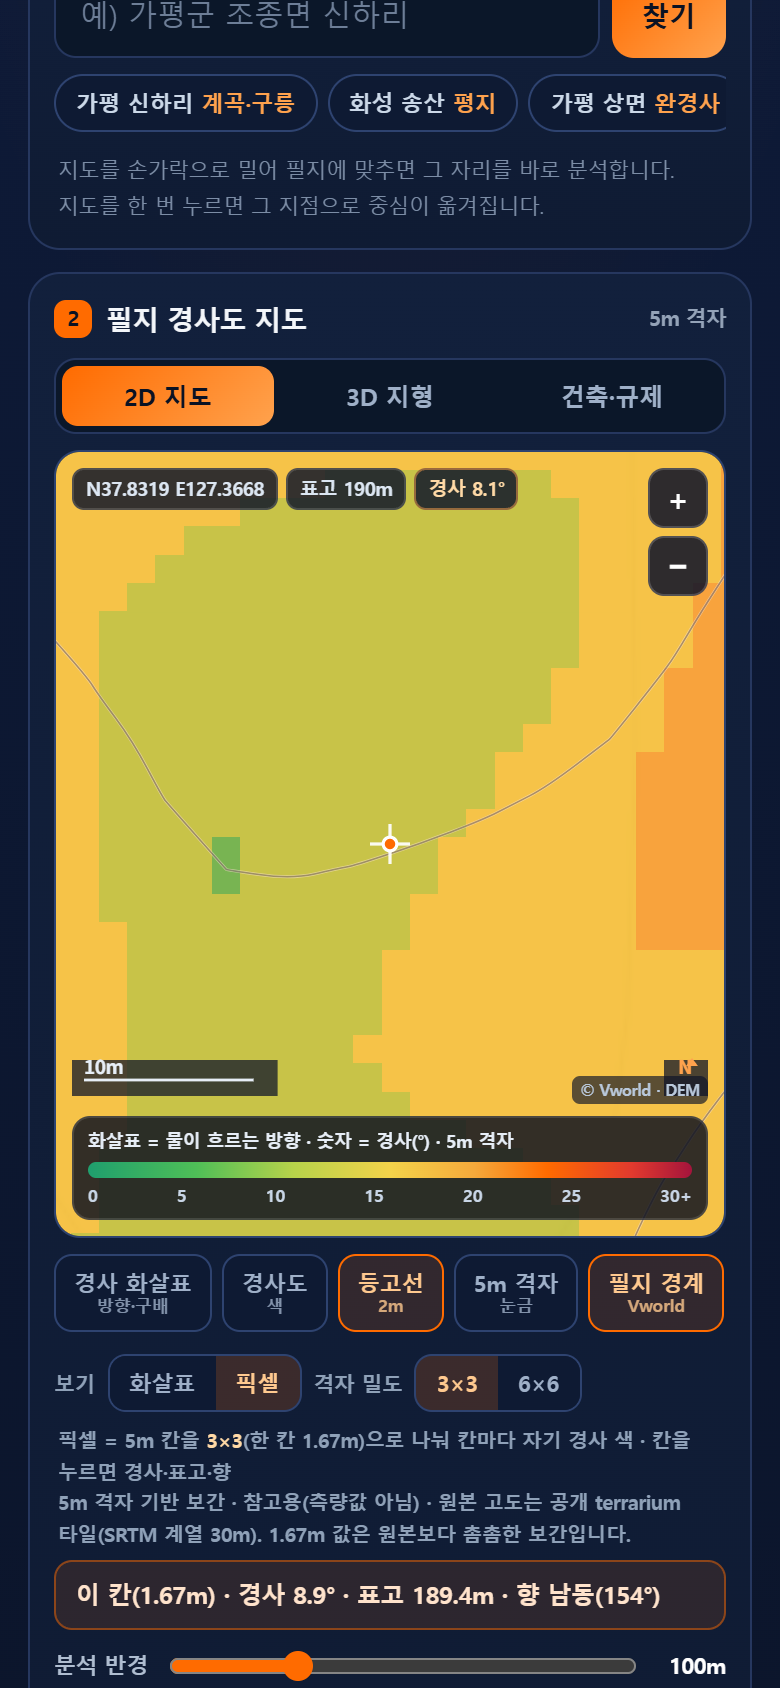 예) 가평군 조종면 신하리
찾기
가평 신하리 계곡·구릉
화성 송산 평지
가평 상면 완경사
지도를 손가락으로 밀어 필지에 맞추면 그 자리를 바로 분석합니다.
지도를 한 번 누르면 그 지점으로 중심이 옮겨집니다.
2 필지 경사도 지도
5m 격자
2D 지도
3D 지형
건축·규제
N37.8319 E127.3668
표고 190m
경사 8.1°
+
−
10m
N
© Vworld · DEM
화살표 = 물이 흐르는 방향 · 숫자 = 경사(°) · 5m 격자
0 5 10 15 20 25 30+
경사 화살표
방향·구배
경사도
색
등고선
2m
5m 격자
눈금
필지 경계
Vworld
보기 화살표 픽셀 격자 밀도 3×3 6×6
픽셀 = 5m 칸을 3×3(한 칸 1.67m)으로 나눠 칸마다 자기 경사 색 · 칸을
누르면 경사·표고·향
5m 격자 기반 보간 · 참고용(측량값 아님) · 원본 고도는 공개 terrarium
타일(SRTM 계열 30m). 1.67m 값은 원본보다 촘촘한 보간입니다.
이 칸(1.67m) · 경사 8.9° · 표고 189.4m · 향 남동(154°)
분석 반경
100m